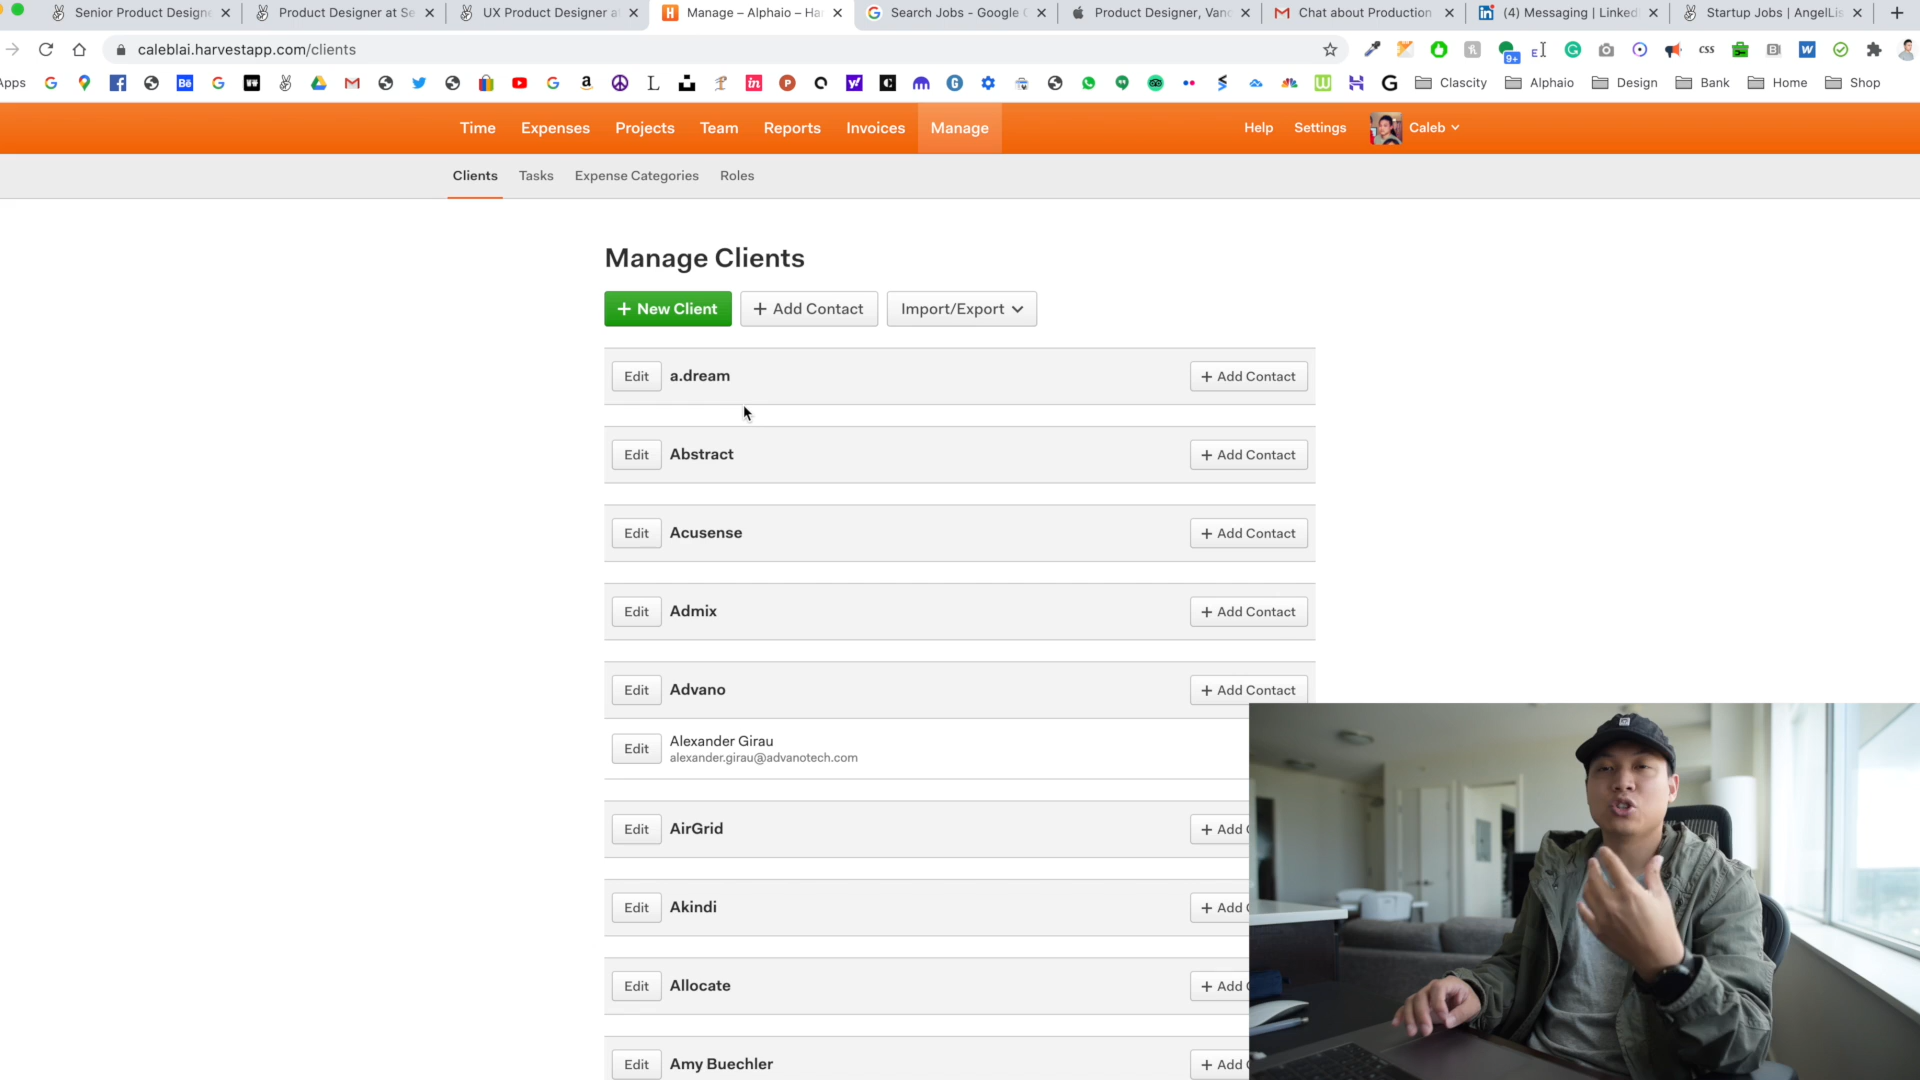 Senior Product Designe
Product Designer at Se
UX Product Designer a
Manage – Alphaio – Ha
Search Jobs - Google
Product Designer, Van
Chat about Production
(4) Messaging | Linked
Startup Jobs | AngelLis
caleblai.harvestapp.com/clients
Apps
Clascity
Alphaio
Design
Bank
Home
Shop
Time
Expenses
Projects
Team
Reports
Invoices
Manage
Help
Settings
Caleb
Clients
Tasks
Expense Categories
Roles
Manage Clients
+ New Client
+ Add Contact
Import/Export
Edit a.dream + Add Contact
Edit Abstract + Add Contact
Edit Acusense + Add Contact
Edit Admix + Add Contact
Edit Advano + Add Contact
Edit Alexander Girau
alexander.girau@advanotech.com
Edit AirGrid + Add
Edit Akindi + Add
Edit Allocate + Add
Edit Amy Buechler + Add